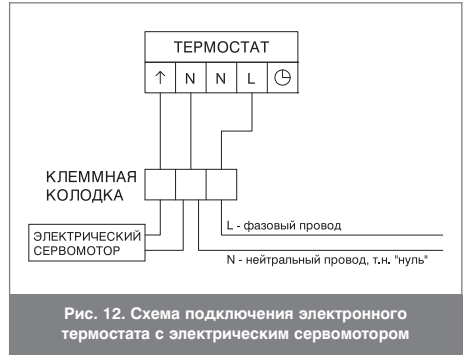 ТЕРМОСТАТ
↑ N N L
КЛЕММНАЯ
КОЛОДКА
ЭЛЕКТРИЧЕСКИЙ
СЕРВОМОТОР
L - фазовый провод
N - нейтральный провод, т.н. "нуль"
Рис. 12. Схема подключения электронного
термостата с электрическим сервомотором